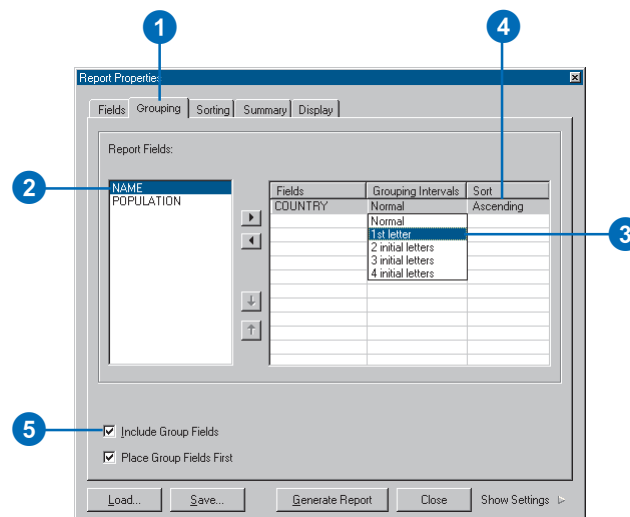 1
4
Report Properties
Fields Grouping Sorting Summary Display
Report Fields:
2
NAME
POPULATION
Fields Grouping Intervals Sort
COUNTRY Normal Ascending
Normal
1st letter
2 initial letters
3 initial letters
4 initial letters
3
5
Include Group Fields
Place Group Fields First
Load... Save... Generate Report Close Show Settings